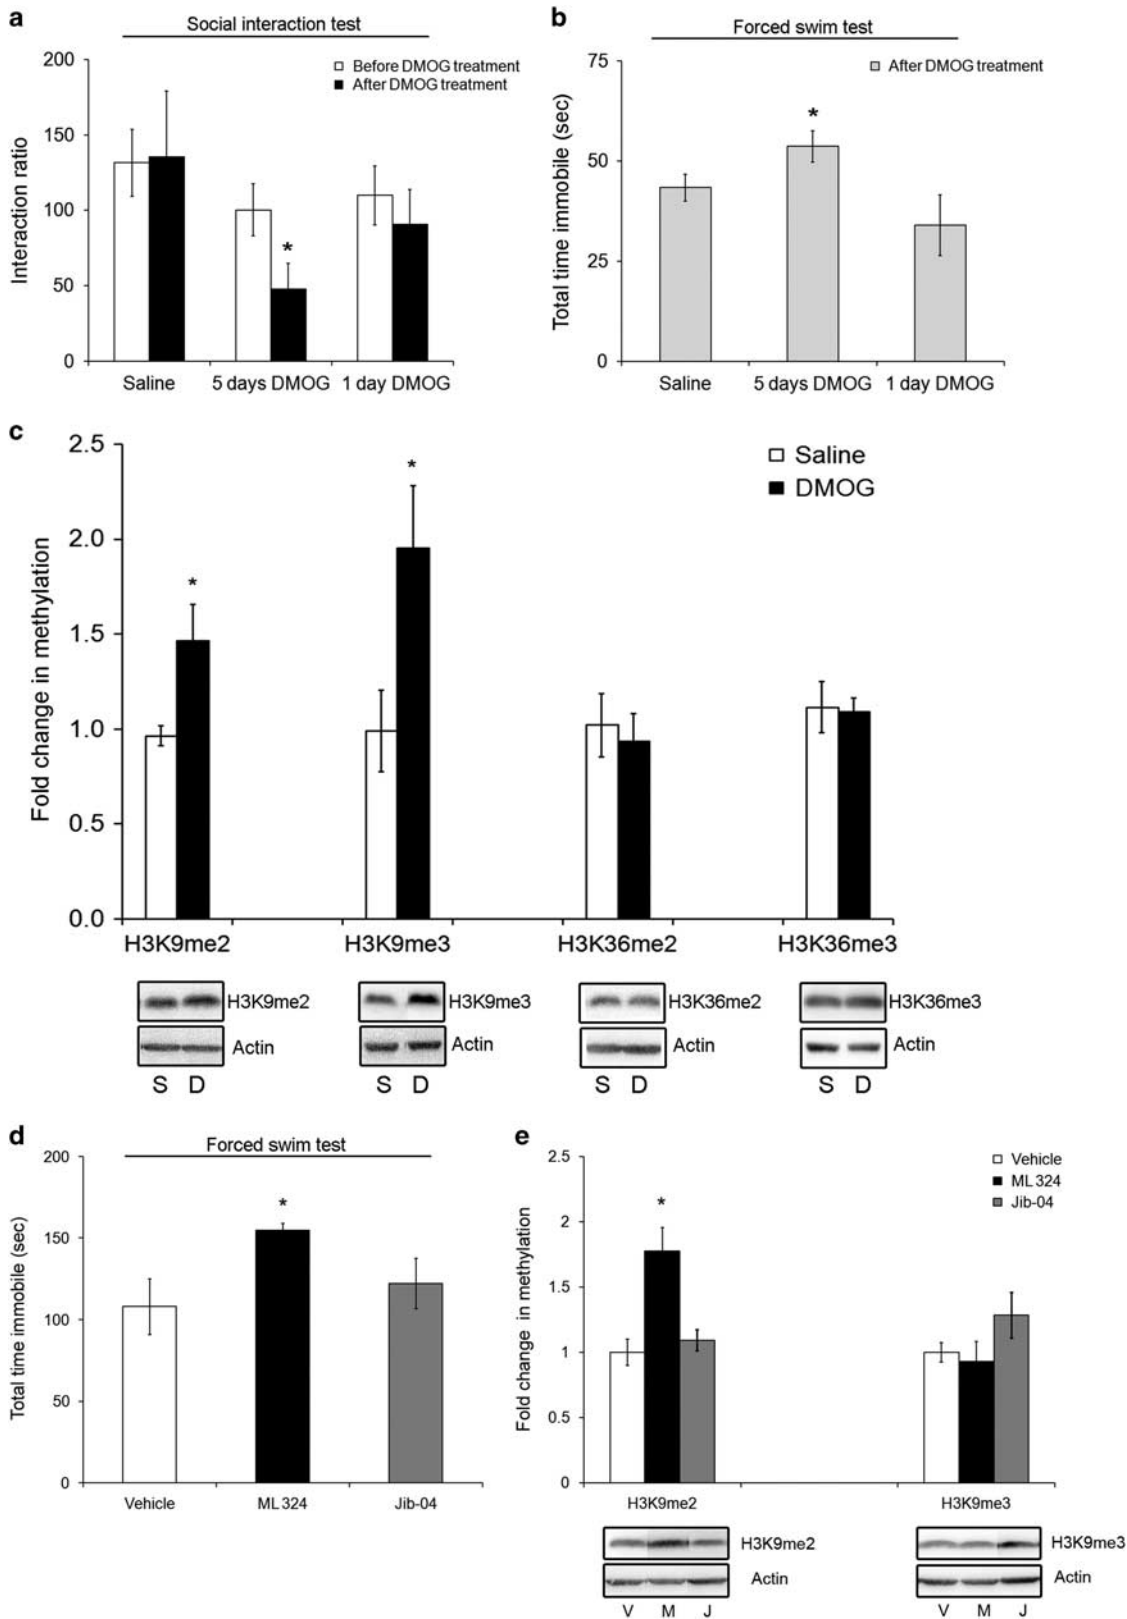 a
Social interaction test
Before DMOG treatment
After DMOG treatment
Interaction ratio
200
150
100
50
0
*
Saline
5 days DMOG
1 day DMOG
b
Forced swim test
After DMOG treatment
Total time immobile (sec)
75
50
25
0
*
Saline
5 days DMOG
1 day DMOG
c
Saline
DMOG
Fold change in methylation
2.5
2.0
1.5
1.0
0.5
0.0
*
*
H3K9me2
H3K9me3
H3K36me2
H3K36me3
H3K9me2
H3K9me3
H3K36me2
H3K36me3
Actin
Actin
Actin
Actin
S D
S D
S D
S D
d
Forced swim test
Total time immobile (sec)
200
150
100
50
0
*
Vehicle
ML324
Jib-04
e
Vehicle
ML324
Jib-04
Fold change in methylation
2.5
2
1.5
1
0.5
0
*
H3K9me2
H3K9me3
H3K9me2
H3K9me3
Actin
Actin
V M J
V M J